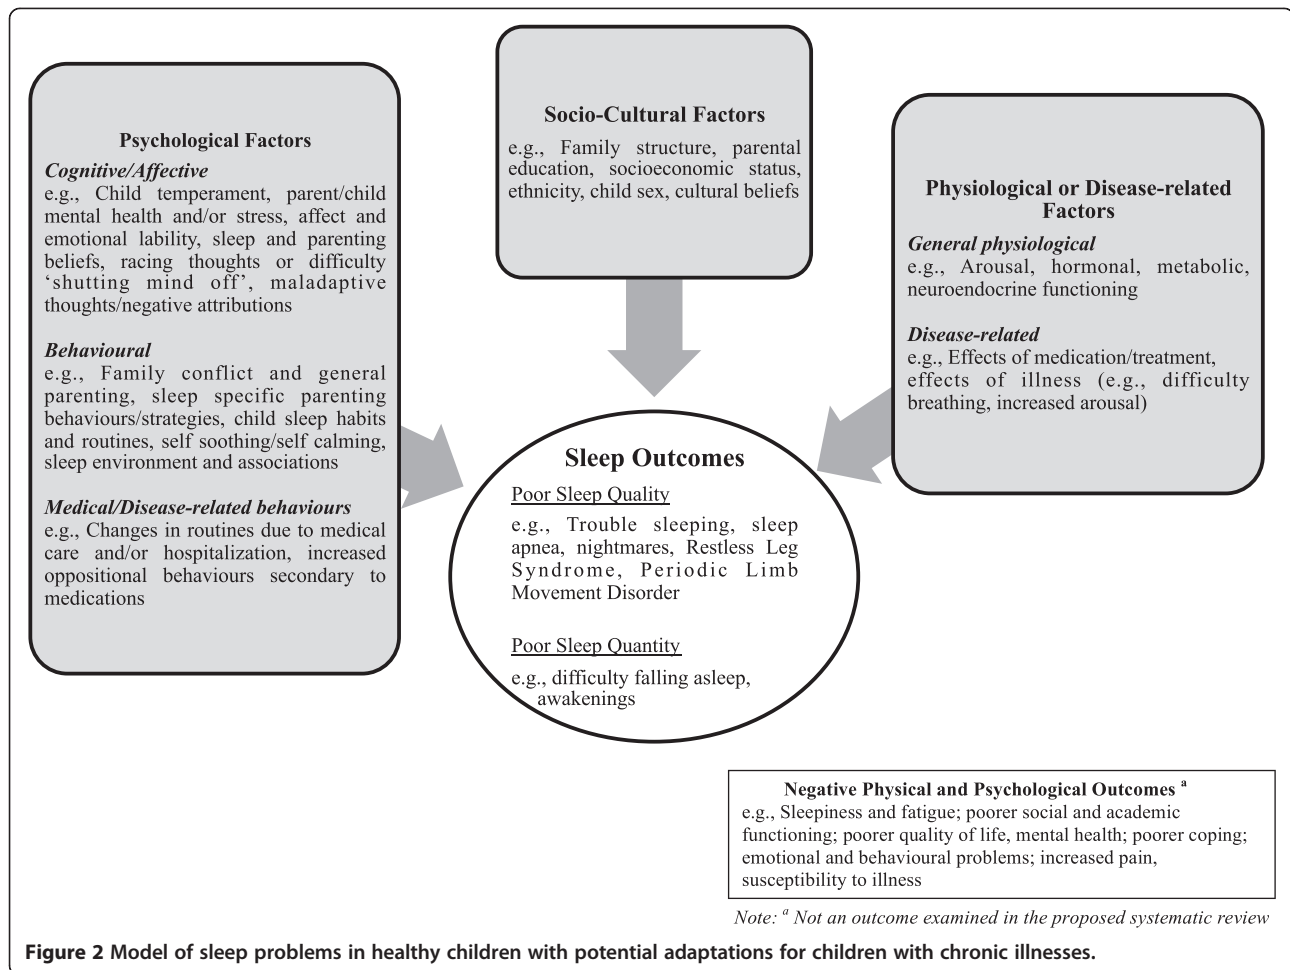 Psychological Factors
Cognitive/Affective
e.g., Child temperament, parent/child
mental health and/or stress, affect and
emotional lability, sleep and parenting
beliefs, racing thoughts or difficulty
‘shutting mind off’, maladaptive
thoughts/negative attributions
Behavioural
e.g., Family conflict and general
parenting, sleep specific parenting
behaviours/strategies, child sleep habits
and routines, self soothing/self calming,
sleep environment and associations
Medical/Disease-related behaviours
e.g., Changes in routines due to medical
care and/or hospitalization, increased
oppositional behaviours secondary to
medications
Socio-Cultural Factors
e.g., Family structure, parental
education, socioeconomic status,
ethnicity, child sex, cultural beliefs
Physiological or Disease-related
Factors
General physiological
e.g., Arousal, hormonal, metabolic,
neuroendocrine functioning
Disease-related
e.g., Effects of medication/treatment,
effects of illness (e.g., difficulty
breathing, increased arousal)
Sleep Outcomes
Poor Sleep Quality
e.g., Trouble sleeping, sleep
apnea, nightmares, Restless Leg
Syndrome, Periodic Limb
Movement Disorder
Poor Sleep Quantity
e.g., difficulty falling asleep,
awakenings
Negative Physical and Psychological Outcomes a
e.g., Sleepiness and fatigue; poorer social and academic
functioning; poorer quality of life, mental health; poorer coping;
emotional and behavioural problems; increased pain,
susceptibility to illness
Note: a Not an outcome examined in the proposed systematic review
Figure 2 Model of sleep problems in healthy children with potential adaptations for children with chronic illnesses.